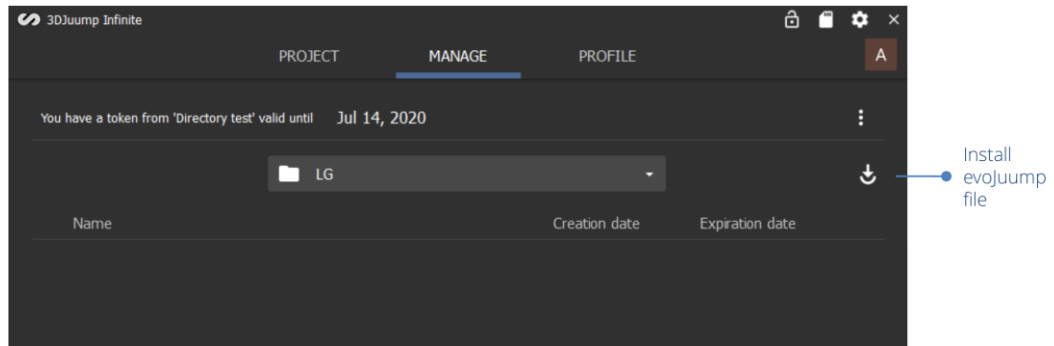 3DJuump Infinite
PROJECT MANAGE PROFILE
A
You have a token from 'Directory test' valid until Jul 14, 2020
LG
Install
evoJuump
file
Name Creation date Expiration date